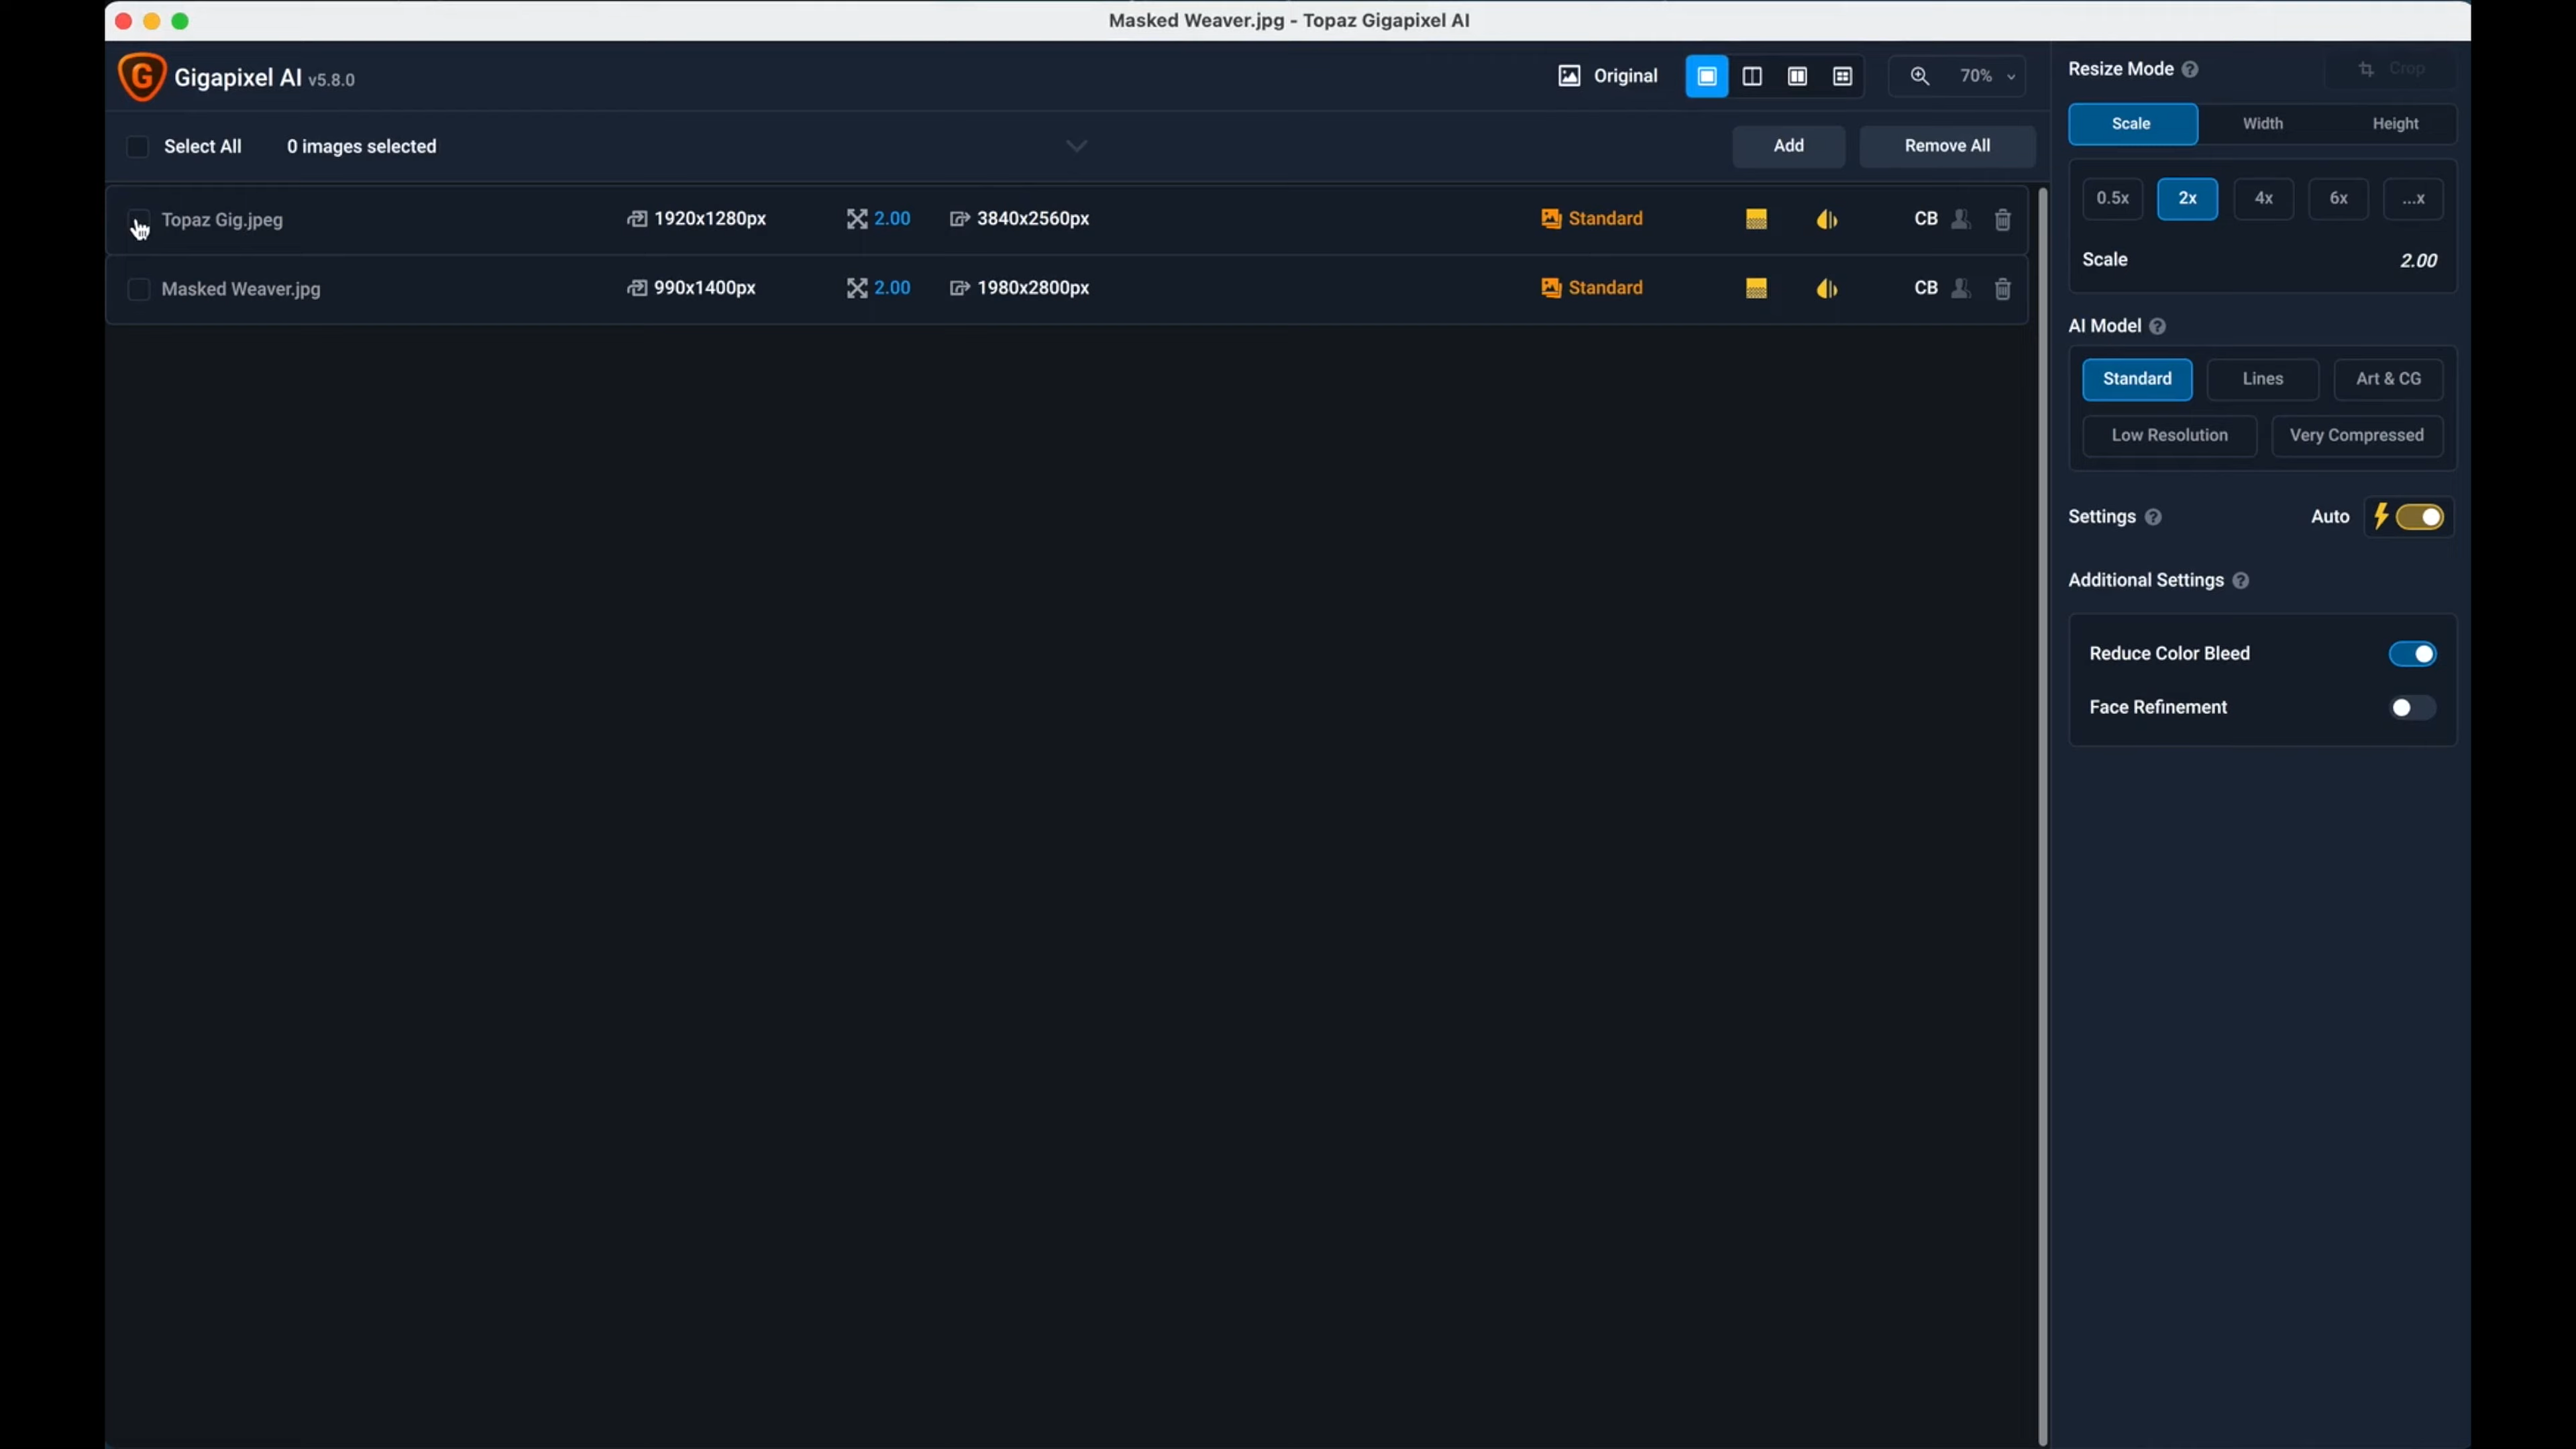 Masked Weaver.jpg - Topaz Gigapixel AI
G Gigapixel AI v5.8.0
Original 70%
Select All 0 images selected Add Remove All
Topaz Gig.jpeg 1920x1280px 2.00 3840x2560px Standard CB
Masked Weaver.jpg 990x1400px 2.00 1980x2800px Standard CB
Resize Mode ? Crop
Scale Width Height
0.5x 2x 4x 6x ...x
Scale 2.00
AI Model ?
Standard Lines Art & CG
Low Resolution Very Compressed
Settings ? Auto
Additional Settings ?
Reduce Color Bleed
Face Refinement